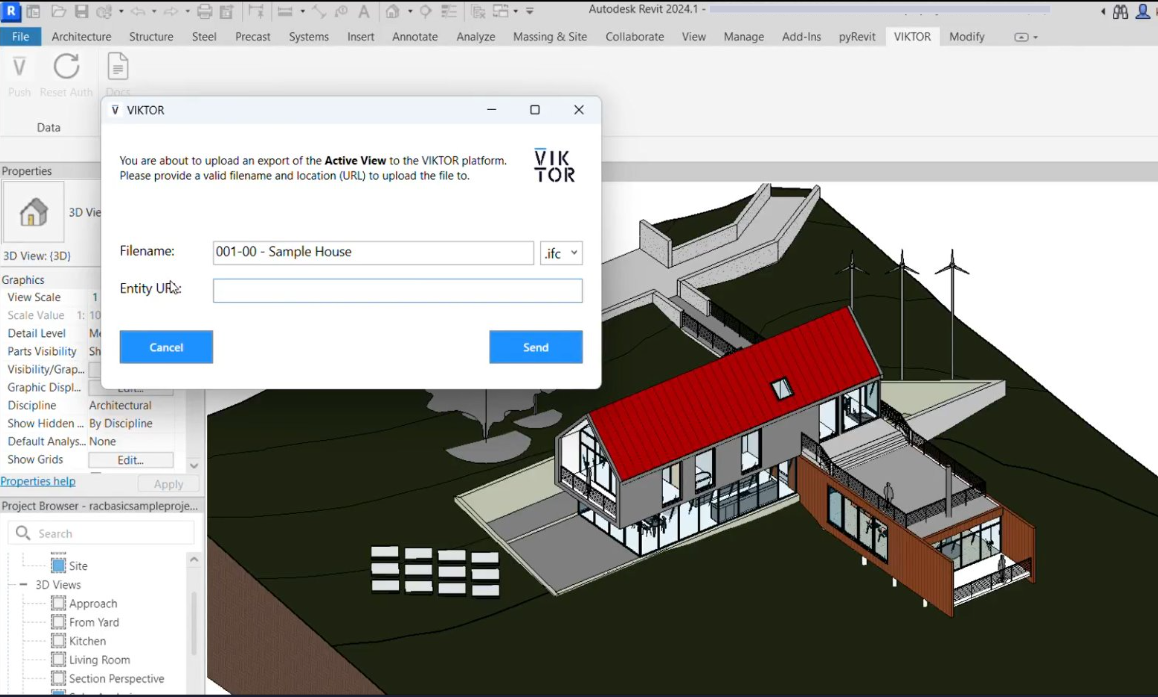 R
Autodesk Revit 2024.1 -
File Architecture Structure Steel Precast Systems Insert Annotate Analyze Massing & Site Collaborate View Manage Add-Ins pyRevit VIKTOR Modify
Push Reset Auth Docs
Data
VIKTOR
You are about to upload an export of the Active View to the VIKTOR platform.
Please provide a valid filename and location (URL) to upload the file to.
VIK
TOR
Filename: 001-00 - Sample House .ifc
Entity URL:
Cancel Send
Properties
3D Vie
3D View: {3D}
Graphics
View Scale 1
Scale Value 1: 10
Detail Level Me
Parts Visibility Sh
Visibility/Grap...
Graphic Displ... Edit...
Discipline Architectural
Show Hidden ... By Discipline
Default Analys... None
Show Grids Edit...
Properties help Apply
Project Browser - racbasicsampleproje...
Search
Site
3D Views
Approach
From Yard
Kitchen
Living Room
Section Perspective